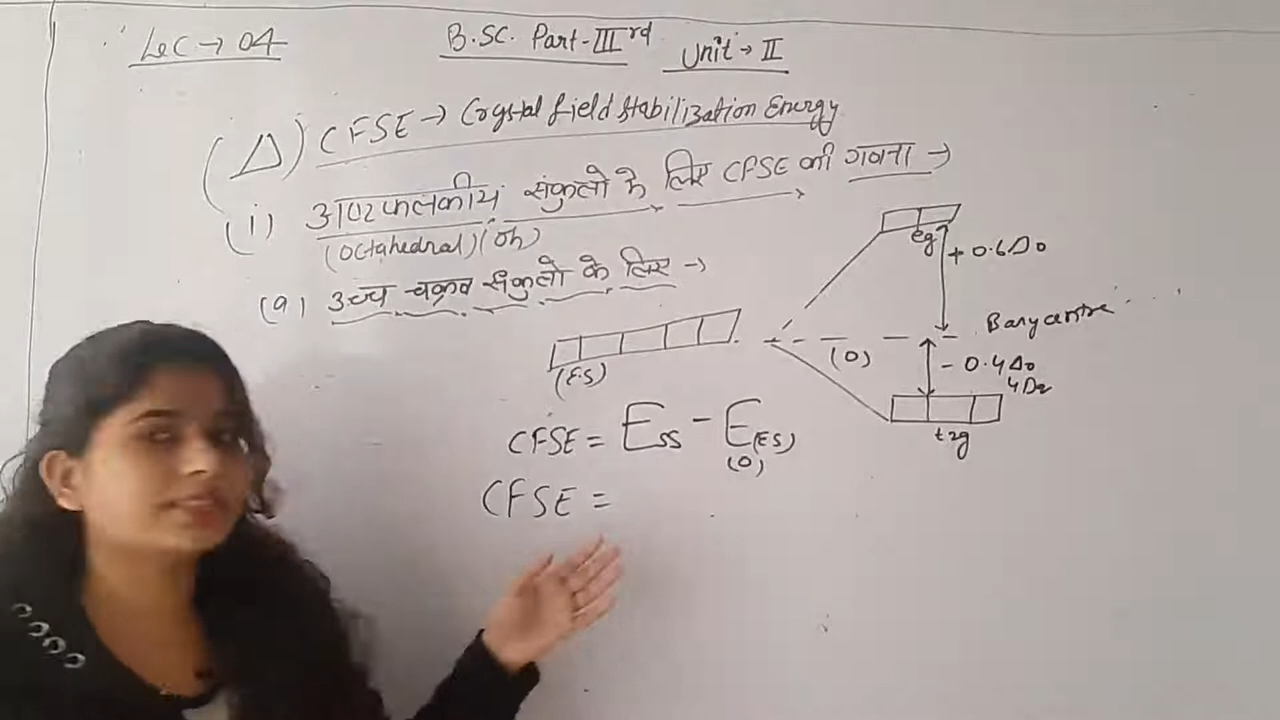 Lec → 04
B.SC. Part-IIIrd
Unit → II
(Δ) CFSE → Crystal field Stabilization Energy
(i) अष्टफलकीय संकुलो के लिए CFSE की गणना →
(Octahedral) (Oh)
(a) उच्च चक्रण संकुलो के लिए →
eg
+ 0.6Δo
(E.S)
(0)
Barycentre
- 0.4Δo
4Dq
t2g
CFSE = Ess - E(ES)
(0)
CFSE =